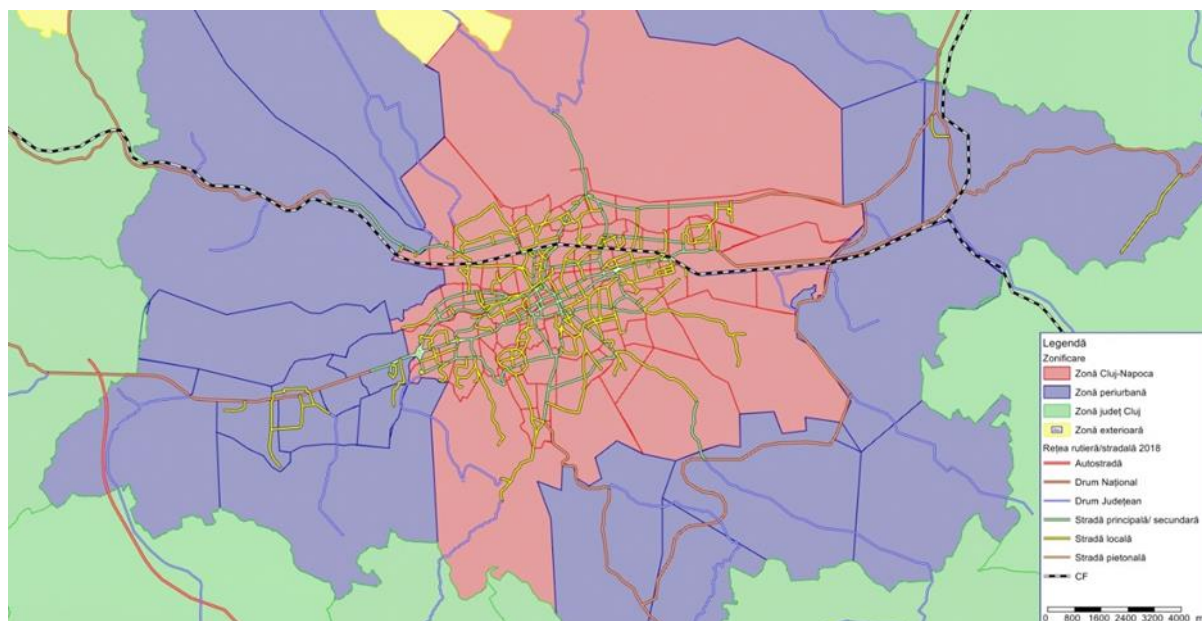 Legendă
Zonificare
Zonă Cluj-Napoca
Zonă periurbană
Zonă județ Cluj
Zonă exterioară
Rețea rutieră/stradală 2018
Autostradă
Drum Național
Drum Județean
Stradă principală/ secundară
Stradă locală
Stradă pietonală
CF
0 800 1600 2400 3200 4000 m